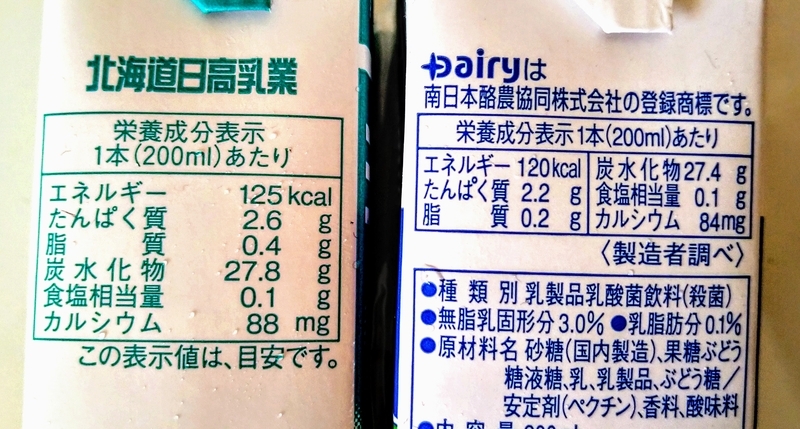 北海道日高乳業
栄養成分表示
1本(200ml)あたり
エネルギー 125kcal
たんぱく質 2.6 g
脂質 0.4 g
炭水化物 27.8 g
食塩相当量 0.1 g
カルシウム 88 mg
この表示値は、目安です。
Dairyは
南日本酪農協同株式会社の登録商標です。
栄養成分表示1本(200ml)あたり
エネルギー 120kcal 炭水化物 27.4 g
たんぱく質 2.2 g 食塩相当量 0.1 g
脂質 0.2 g カルシウム 84mg
〈製造者調べ〉
●種類別 乳製品乳酸菌飲料(殺菌)
●無脂乳固形分3.0% ●乳脂肪分0.1%
●原材料名 砂糖(国内製造)、果糖ぶどう
糖液糖、乳、乳製品、ぶどう糖/
安定剤(ペクチン)、香料、酸味料